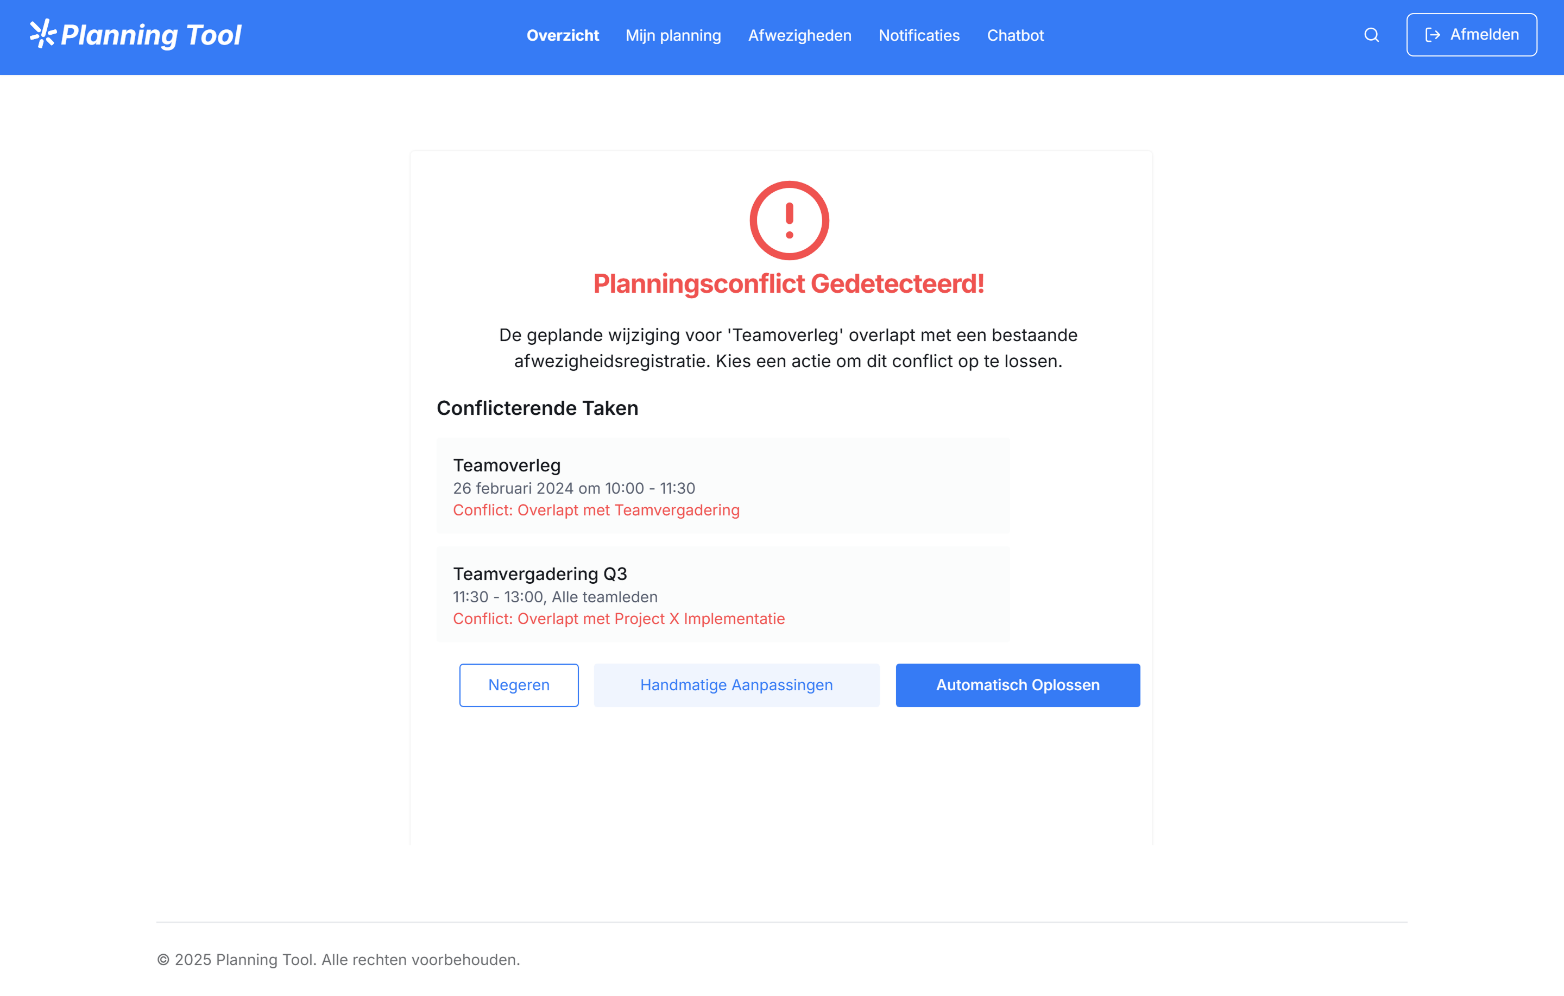 Planning Tool
Overzicht Mijn planning Afwezigheden Notificaties Chatbot Afmelden
Planningsconflict Gedetecteerd!
De geplande wijziging voor 'Teamoverleg' overlapt met een bestaande
afwezigheidsregistratie. Kies een actie om dit conflict op te lossen.
Conflicterende Taken
Teamoverleg
26 februari 2024 om 10:00 - 11:30
Conflict: Overlapt met Teamvergadering
Teamvergadering Q3
11:30 - 13:00, Alle teamleden
Conflict: Overlapt met Project X Implementatie
Negeren Handmatige Aanpassingen Automatisch Oplossen
© 2025 Planning Tool. Alle rechten voorbehouden.